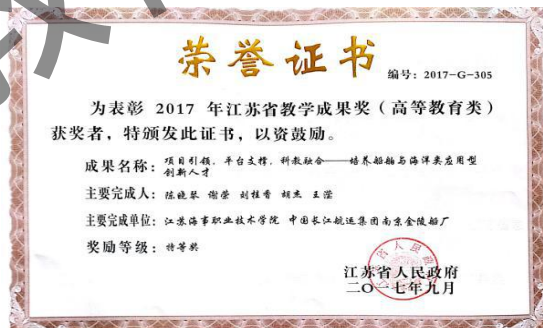 荣誉证书
编号：2017-G-305
为表彰 2017 年江苏省教学成果奖（高等教育类）
获奖者，特颁发此证书，以资鼓励。
成果名称：项目引领、平台支撑、科教融合——培养船舶与海洋类应用型
创新人才
主要完成人：陈晓琴 谢荣 刘桂香 胡杰 王滢
主要完成单位：江苏海事职业技术学院 中国长江航运集团南京金陵船厂
奖励等级：特等奖
江苏省人民政府
二〇一七年九月